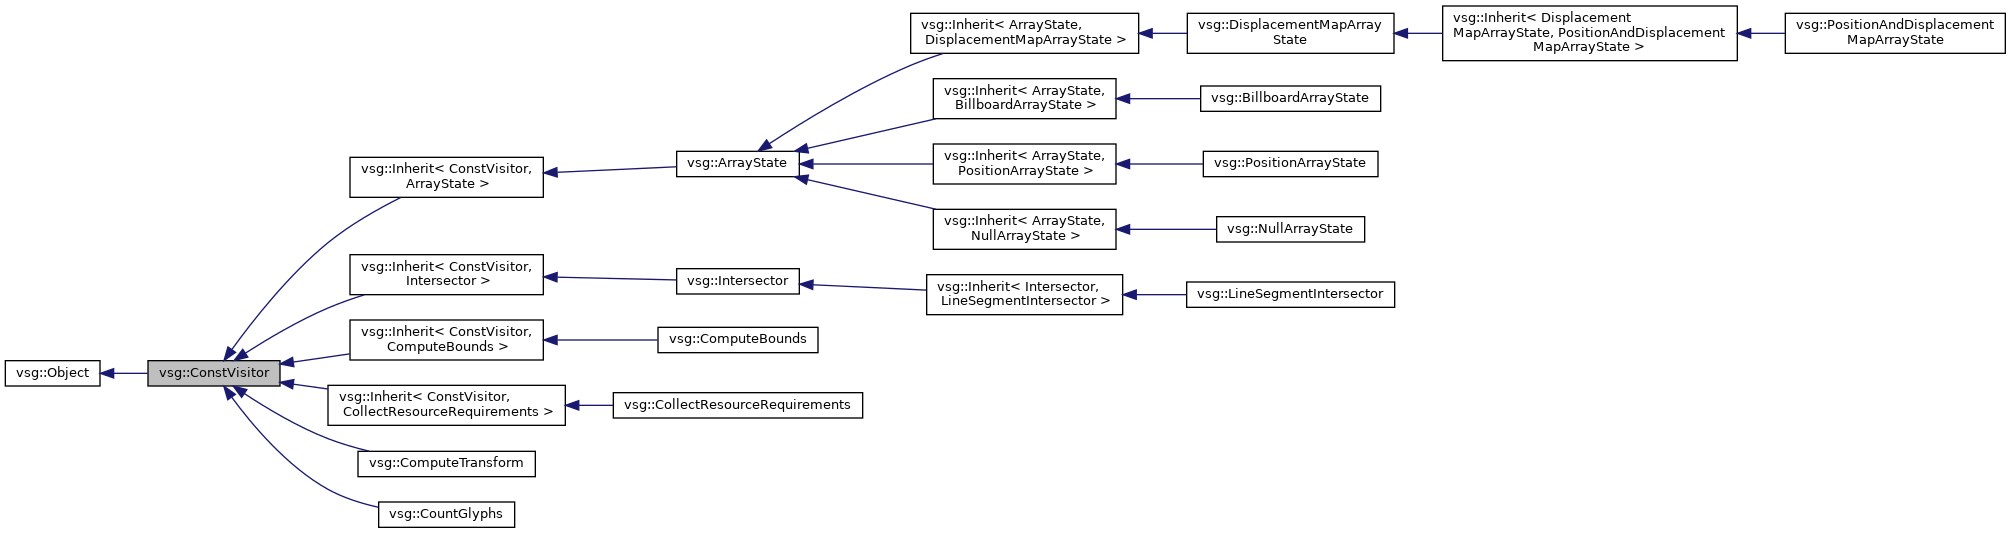 vsg::Object
vsg::ConstVisitor
vsg::Inherit< ConstVisitor,
ArrayState >
vsg::ArrayState
vsg::Inherit< ArrayState,
DisplacementMapArrayState >
vsg::DisplacementMapArray
State
vsg::Inherit< Displacement
MapArrayState, PositionAndDisplacement
MapArrayState >
vsg::PositionAndDisplacement
MapArrayState
vsg::Inherit< ArrayState,
BillboardArrayState >
vsg::BillboardArrayState
vsg::Inherit< ArrayState,
PositionArrayState >
vsg::PositionArrayState
vsg::Inherit< ArrayState,
NullArrayState >
vsg::NullArrayState
vsg::Inherit< ConstVisitor,
Intersector >
vsg::Intersector
vsg::Inherit< Intersector,
LineSegmentIntersector >
vsg::LineSegmentIntersector
vsg::Inherit< ConstVisitor,
ComputeBounds >
vsg::ComputeBounds
vsg::Inherit< ConstVisitor,
CollectResourceRequirements >
vsg::CollectResourceRequirements
vsg::ComputeTransform
vsg::CountGlyphs